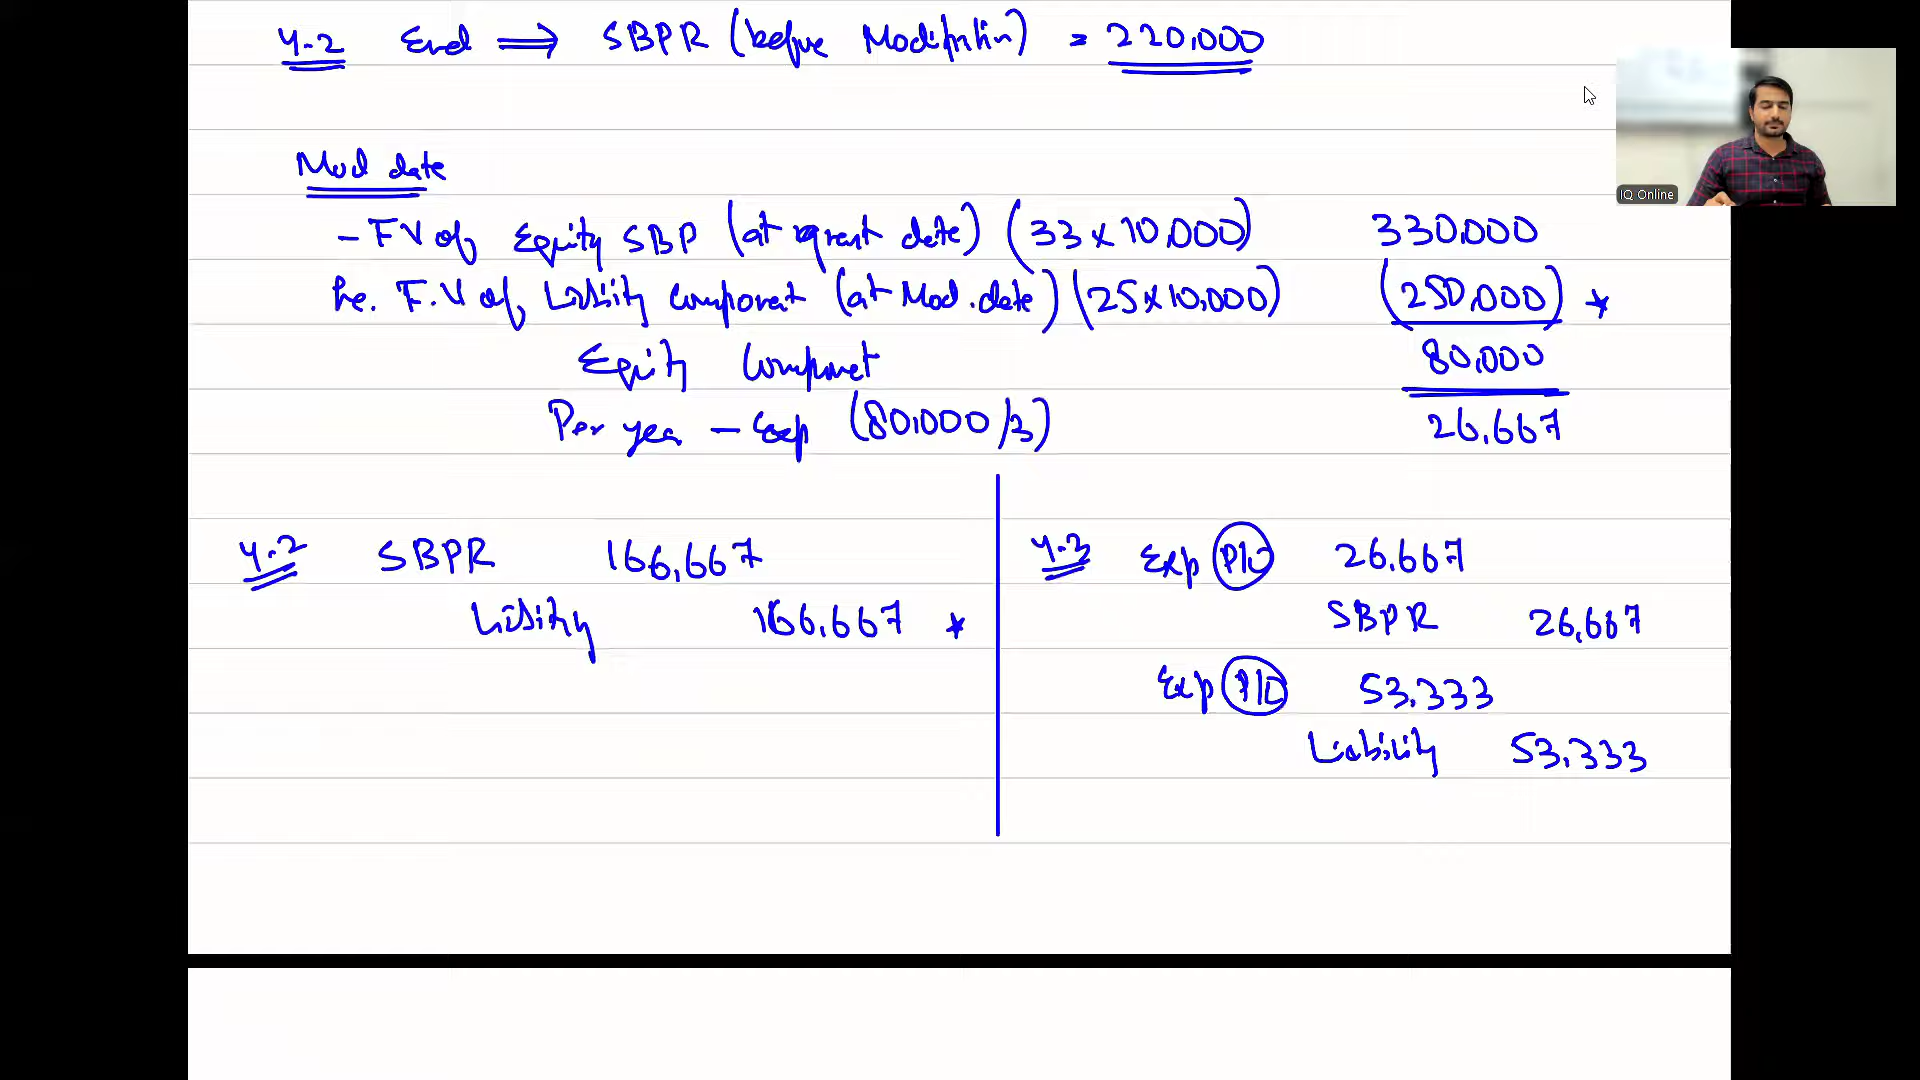 Y-2 End ⟹ SBPR (before Modification) = 220,000
IQ Online
Mod date
- FV of Equity SBP (at grant date) (33 x 10,000) 330,000
Le. F.V of Liability Component (at Mod. date) (25 x 10,000) (250,000) *
Equity Component 80,000
Per year - Exp (80,000/3) 26,667
Y-2 SBPR 166,667
Liability 166,667 *
Y-3 Exp P/L 26,667
SBPR 26,667
Exp P/L 53,333
Liability 53,333